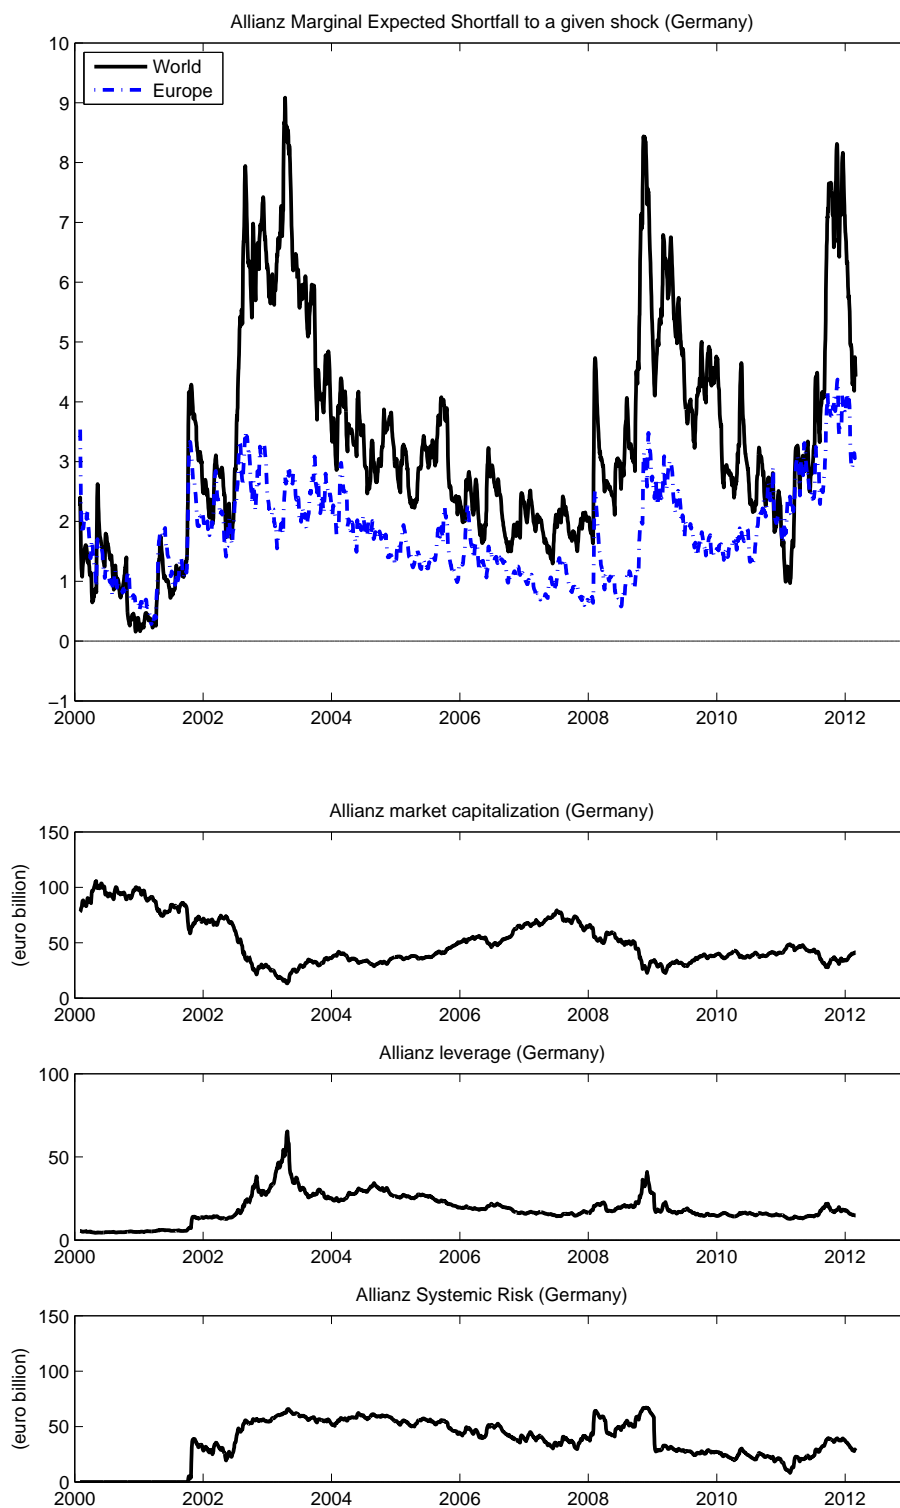 Allianz Marginal Expected Shortfall to a given shock (Germany)
10
World
Europe
9
8
7
6
5
4
3
2
1
0
−1
2000 2002 2004 2006 2008 2010 2012
Allianz market capitalization (Germany)
150
100
50
0
(euro billion)
2000 2002 2004 2006 2008 2010 2012
Allianz leverage (Germany)
100
50
0
2000 2002 2004 2006 2008 2010 2012
Allianz Systemic Risk (Germany)
150
100
50
0
(euro billion)
2000 2002 2004 2006 2008 2010 2012